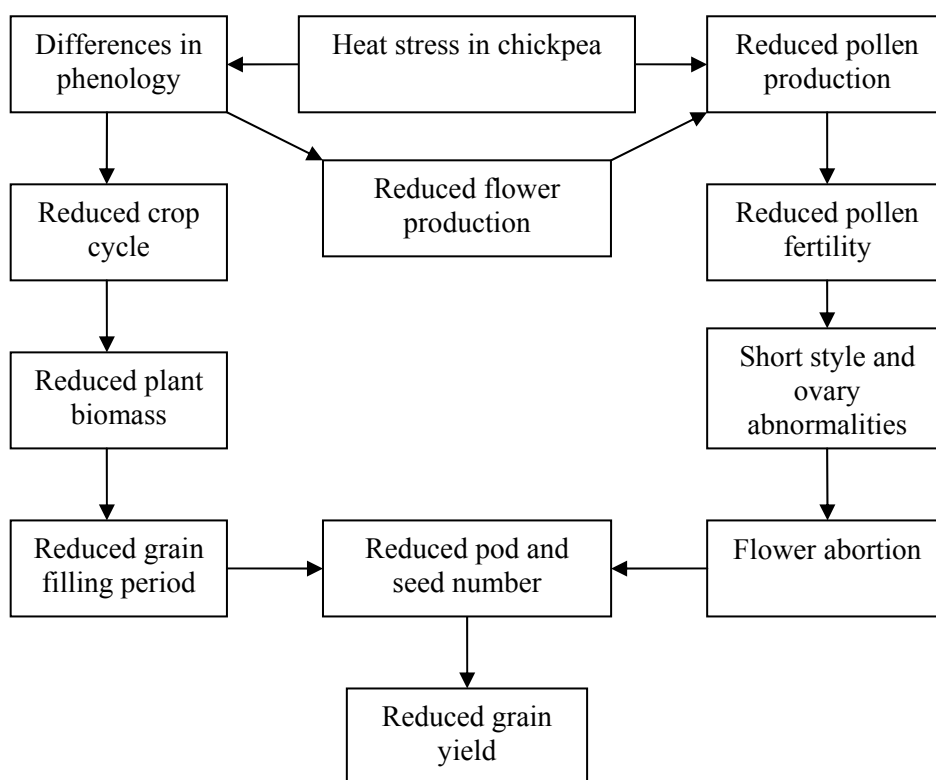 Differences in
phenology
Heat stress in chickpea
Reduced pollen
production
Reduced crop
cycle
Reduced flower
production
Reduced pollen
fertility
Reduced plant
biomass
Short style and
ovary
abnormalities
Reduced grain
filling period
Reduced pod and
seed number
Flower abortion
Reduced grain
yield